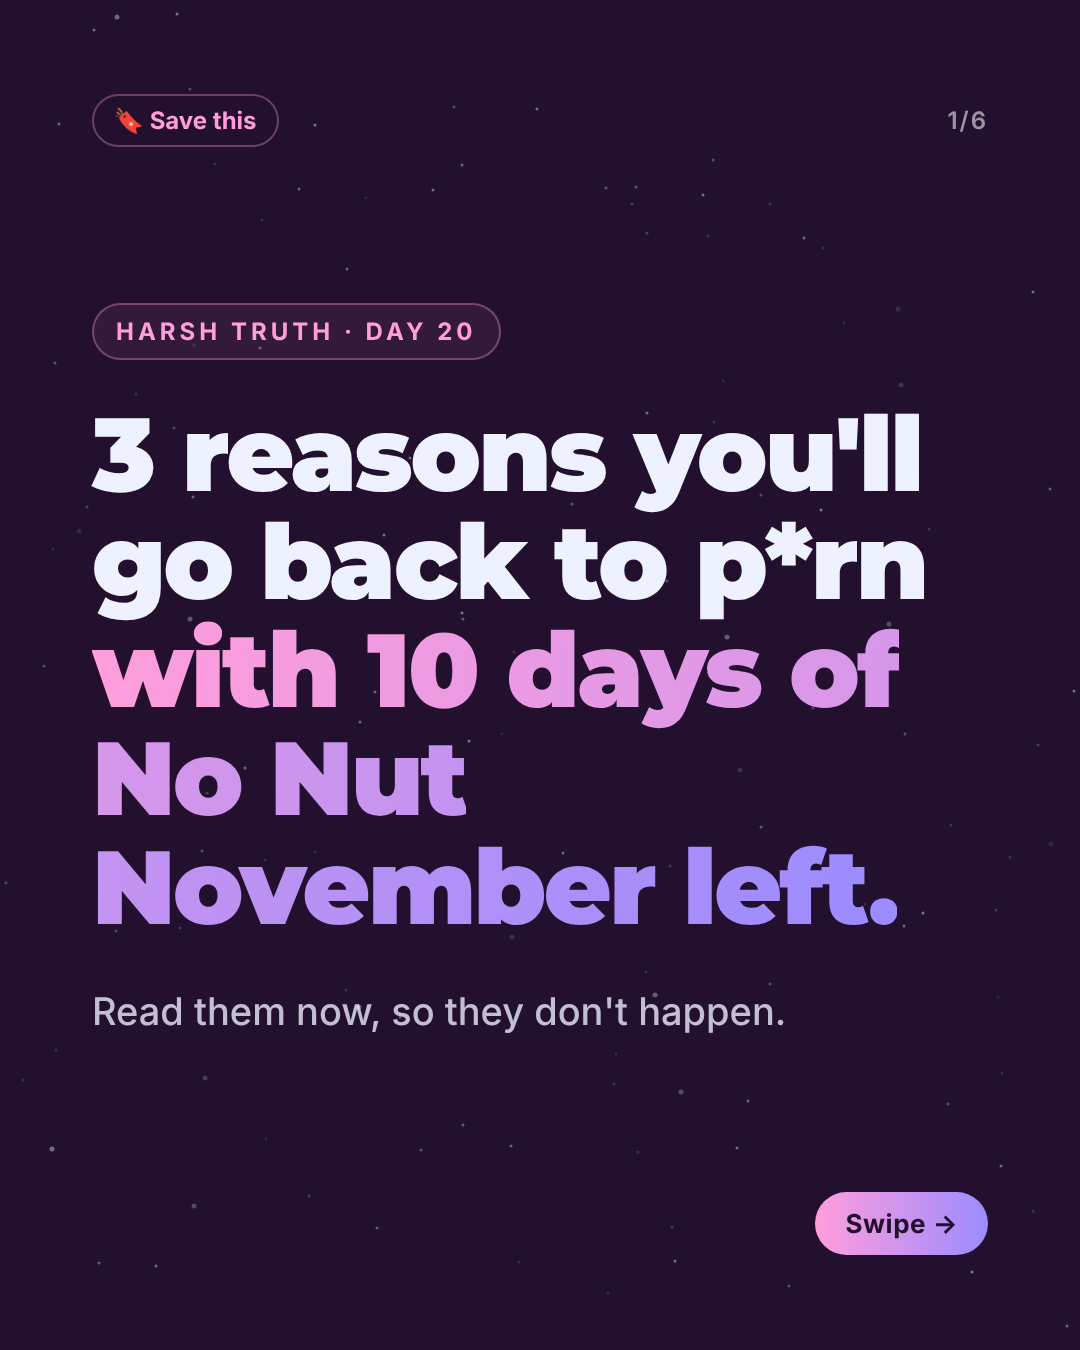 🔖 Save this
1/6
HARSH TRUTH · DAY 20
3 reasons you'll
go back to p*rn
with 10 days of
No Nut
November left.
Read them now, so they don't happen.
Swipe →